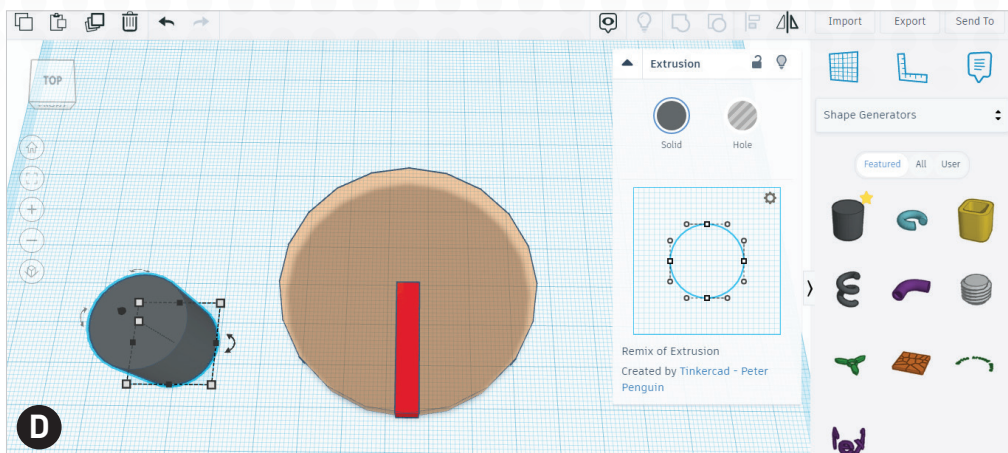 Import Export Send To
Extrusion
TOP
FRONT
Solid Hole
Shape Generators
Featured All User
Remix of Extrusion
Created by Tinkercad - Peter
Penguin
D